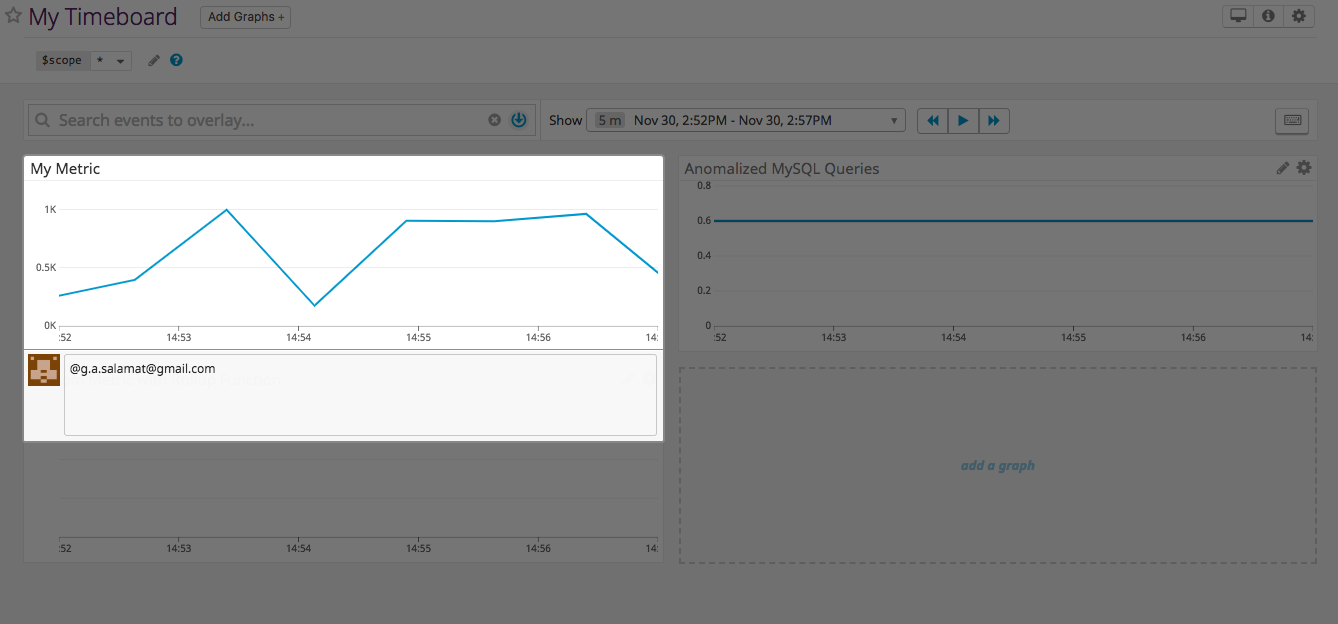 My Timeboard Add Graphs +
$scope * ?
Search events to overlay... Show 5 m Nov 30, 2:52PM - Nov 30, 2:57PM
My Metric
1K
0.5K
0K
:52 14:53 14:54 14:55 14:56 14:
@g.a.salamat@gmail.com
:52 14:53 14:54 14:55 14:56 14:
Anomalized MySQL Queries
0.8
0.6
0.4
0.2
0
:52 14:53 14:54 14:55 14:56 14:
add a graph